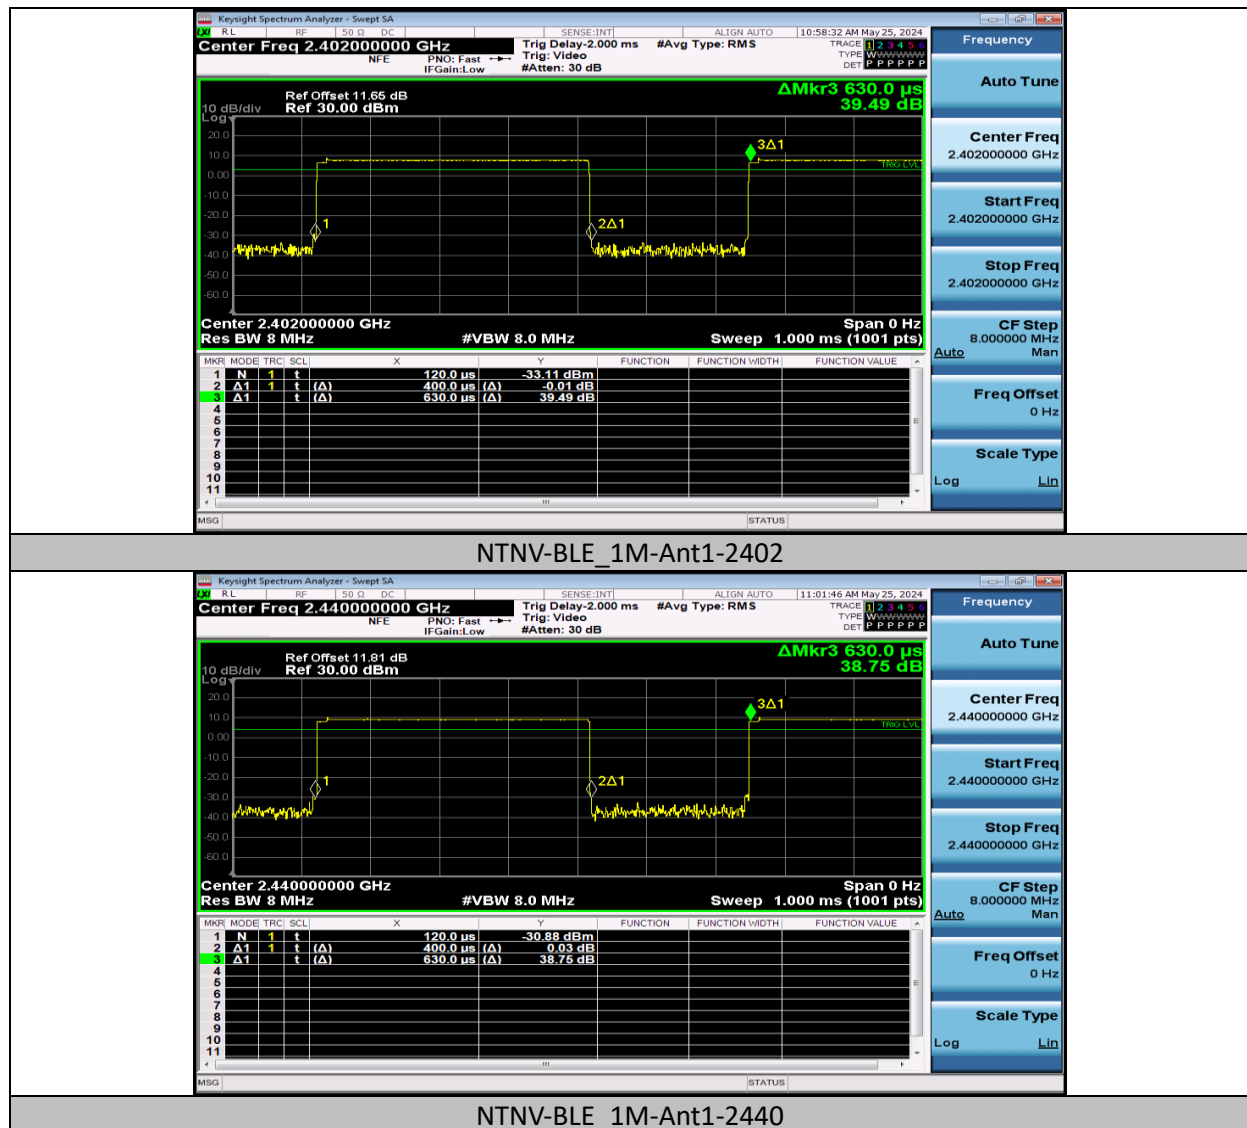 Keysight Spectrum Analyzer - Swept SA
LXI RL RF 50 Ω DC SENSE:INT ALIGN AUTO 10:58:32 AM May 25, 2024
Center Freq 2.402000000 GHz Trig Delay-2.000 ms #Avg Type: RMS TRACE 1 2 3 4 5 6 Frequency
NFE PNO: Fast Trig: Video TYPE WWWWWW
IFGain:Low #Atten: 30 dB DET P P P P P P
Auto Tune
Ref Offset 11.65 dB ΔMkr3 630.0 µs
10 dB/div Ref 30.00 dBm 39.49 dB
Log
20.0
10.0
0.00
-10.0
-20.0
-30.0
-40.0
-50.0
-60.0
3Δ1
TRIG LVL
1
2Δ1
Center Freq
2.402000000 GHz
Start Freq
2.402000000 GHz
Stop Freq
2.402000000 GHz
Center 2.402000000 GHz Span 0 Hz
Res BW 8 MHz #VBW 8.0 MHz Sweep 1.000 ms (1001 pts)
CF Step
8.000000 MHz
Auto Man
MKR MODE TRC SCL X Y FUNCTION FUNCTION WIDTH FUNCTION VALUE
1 N 1 t 120.0 µs -33.11 dBm
2 Δ1 1 t (Δ) 400.0 µs (Δ) -0.01 dB
3 Δ1 t (Δ) 630.0 µs (Δ) 39.49 dB
4
5
6
7
8
9
10
11
Freq Offset
0 Hz
Scale Type
Log Lin
MSG STATUS
NTNV-BLE_1M-Ant1-2402
Keysight Spectrum Analyzer - Swept SA
LXI RL RF 50 Ω DC SENSE:INT ALIGN AUTO 11:01:46 AM May 25, 2024
Center Freq 2.440000000 GHz Trig Delay-2.000 ms #Avg Type: RMS TRACE 1 2 3 4 5 6 Frequency
NFE PNO: Fast Trig: Video TYPE WWWWWW
IFGain:Low #Atten: 30 dB DET P P P P P P
Auto Tune
Ref Offset 11.81 dB ΔMkr3 630.0 µs
10 dB/div Ref 30.00 dBm 38.75 dB
Log
20.0
10.0
0.00
-10.0
-20.0
-30.0
-40.0
-50.0
-60.0
3Δ1
TRIG LVL
1
2Δ1
Center Freq
2.440000000 GHz
Start Freq
2.440000000 GHz
Stop Freq
2.440000000 GHz
Center 2.440000000 GHz Span 0 Hz
Res BW 8 MHz #VBW 8.0 MHz Sweep 1.000 ms (1001 pts)
CF Step
8.000000 MHz
Auto Man
MKR MODE TRC SCL X Y FUNCTION FUNCTION WIDTH FUNCTION VALUE
1 N 1 t 120.0 µs -30.88 dBm
2 Δ1 1 t (Δ) 400.0 µs (Δ) 0.03 dB
3 Δ1 t (Δ) 630.0 µs (Δ) 38.75 dB
4
5
6
7
8
9
10
11
Freq Offset
0 Hz
Scale Type
Log Lin
MSG STATUS
NTNV-BLE_1M-Ant1-2440